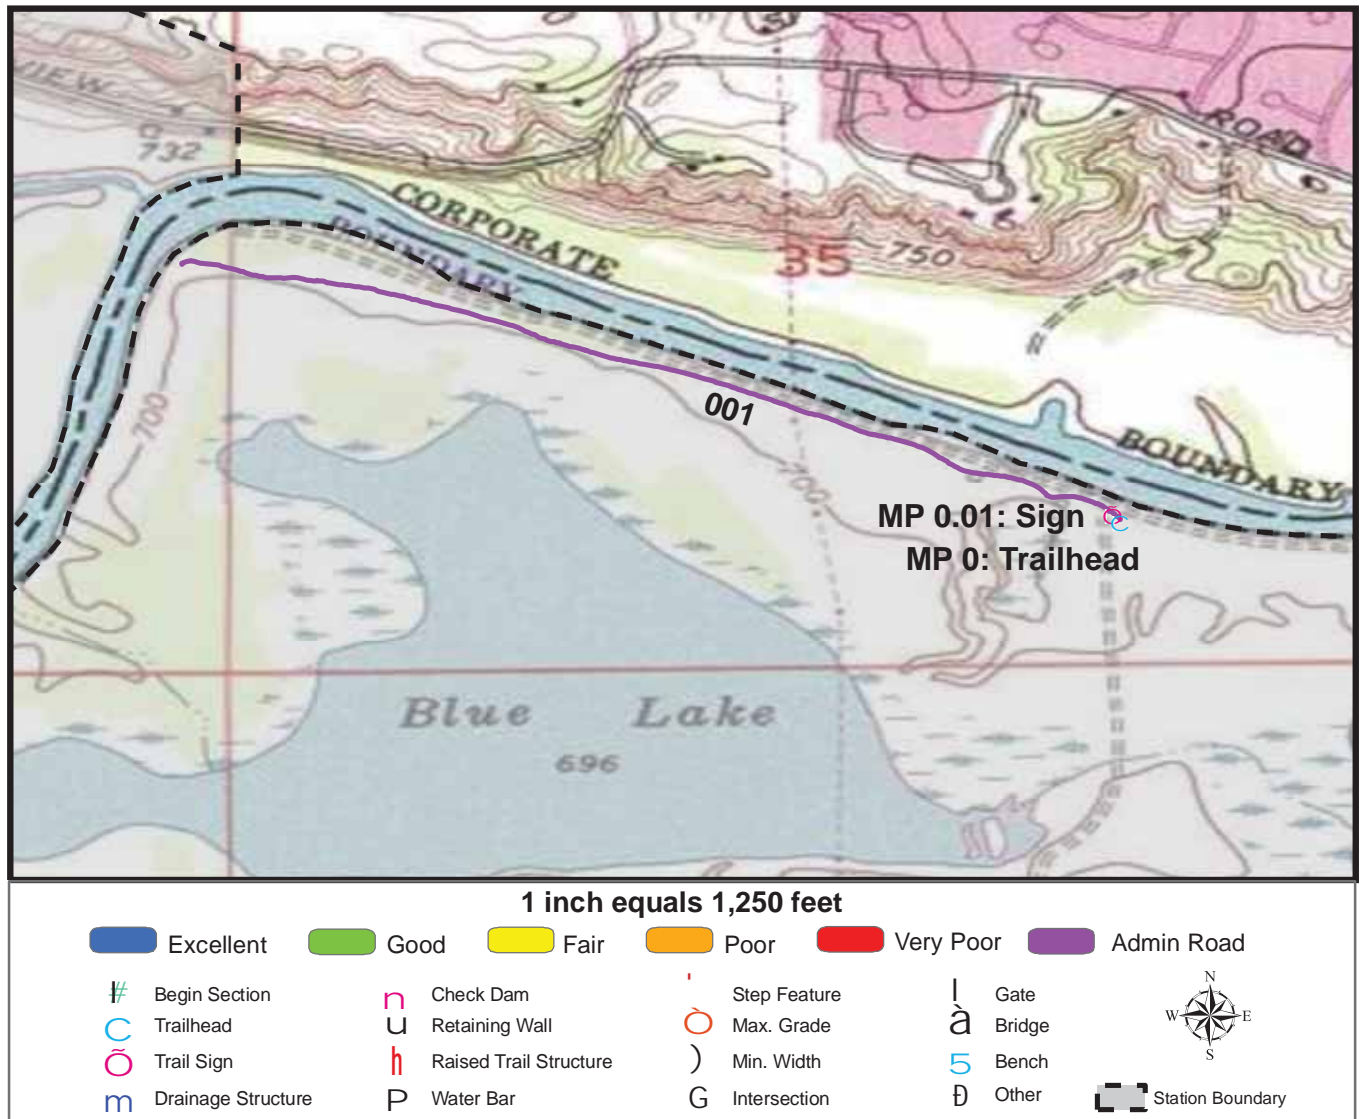 VIEW
732
ROAD
CORPORATE
BOUNDARY
750
35
6
001
700
700
BOUNDARY
MP 0.01: Sign
MP 0: Trailhead
Blue Lake
696
1 inch equals 1,250 feet
Excellent Good Fair Poor Very Poor Admin Road
Begin Section Check Dam Step Feature Gate
Trailhead Retaining Wall Max. Grade Bridge
Trail Sign Raised Trail Structure Min. Width Bench
Drainage Structure Water Bar Intersection Other Station Boundary
N
W E
S